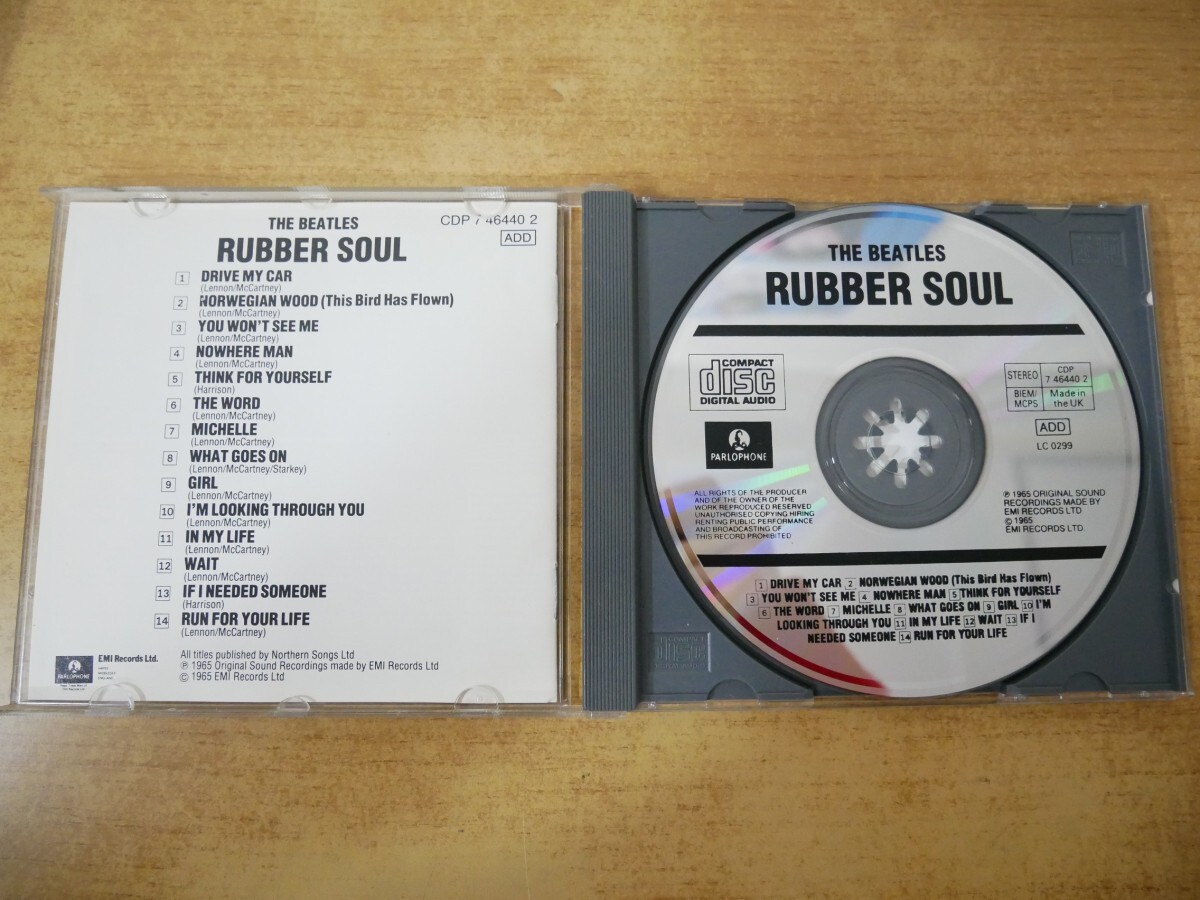 THE BEATLES
CDP 7 46440 2
RUBBER SOUL
ADD
1 DRIVE MY CAR
(Lennon/McCartney)
2 NORWEGIAN WOOD (This Bird Has Flown)
(Lennon/McCartney)
3 YOU WON'T SEE ME
(Lennon/McCartney)
4 NOWHERE MAN
(Lennon/McCartney)
5 THINK FOR YOURSELF
(Harrison)
6 THE WORD
(Lennon/McCartney)
7 MICHELLE
(Lennon/McCartney)
8 WHAT GOES ON
(Lennon/McCartney/Starkey)
9 GIRL
(Lennon/McCartney)
10 I'M LOOKING THROUGH YOU
(Lennon/McCartney)
11 IN MY LIFE
(Lennon/McCartney)
12 WAIT
(Lennon/McCartney)
13 IF I NEEDED SOMEONE
(Harrison)
14 RUN FOR YOUR LIFE
(Lennon/McCartney)
PARLOPHONE
EMI Records Ltd.
All titles published by Northern Songs Ltd
℗ 1965 Original Sound Recordings made by EMI Records Ltd
© 1965 EMI Records Ltd
THE BEATLES
RUBBER SOUL
COMPACT
disc
DIGITAL AUDIO
PARLOPHONE
STEREO
CDP
7 46440 2
BIEM/
MCPS
Made in
the UK
ADD
LC 0299
ALL RIGHTS OF THE PRODUCER
AND OF THE OWNER OF THE
WORK REPRODUCED RESERVED
UNAUTHORISED COPYING HIRING
RENTING PUBLIC PERFORMANCE
AND BROADCASTING OF
THIS RECORD PROHIBITED
℗ 1965 ORIGINAL SOUND
RECORDINGS MADE BY
EMI RECORDS LTD
© 1965
EMI RECORDS LTD.
1 DRIVE MY CAR 2 NORWEGIAN WOOD (This Bird Has Flown)
3 YOU WON'T SEE ME 4 NOWHERE MAN 5 THINK FOR YOURSELF
6 THE WORD 7 MICHELLE 8 WHAT GOES ON 9 GIRL 10 I'M
LOOKING THROUGH YOU 11 IN MY LIFE 12 WAIT 13 IF I
NEEDED SOMEONE 14 RUN FOR YOUR LIFE